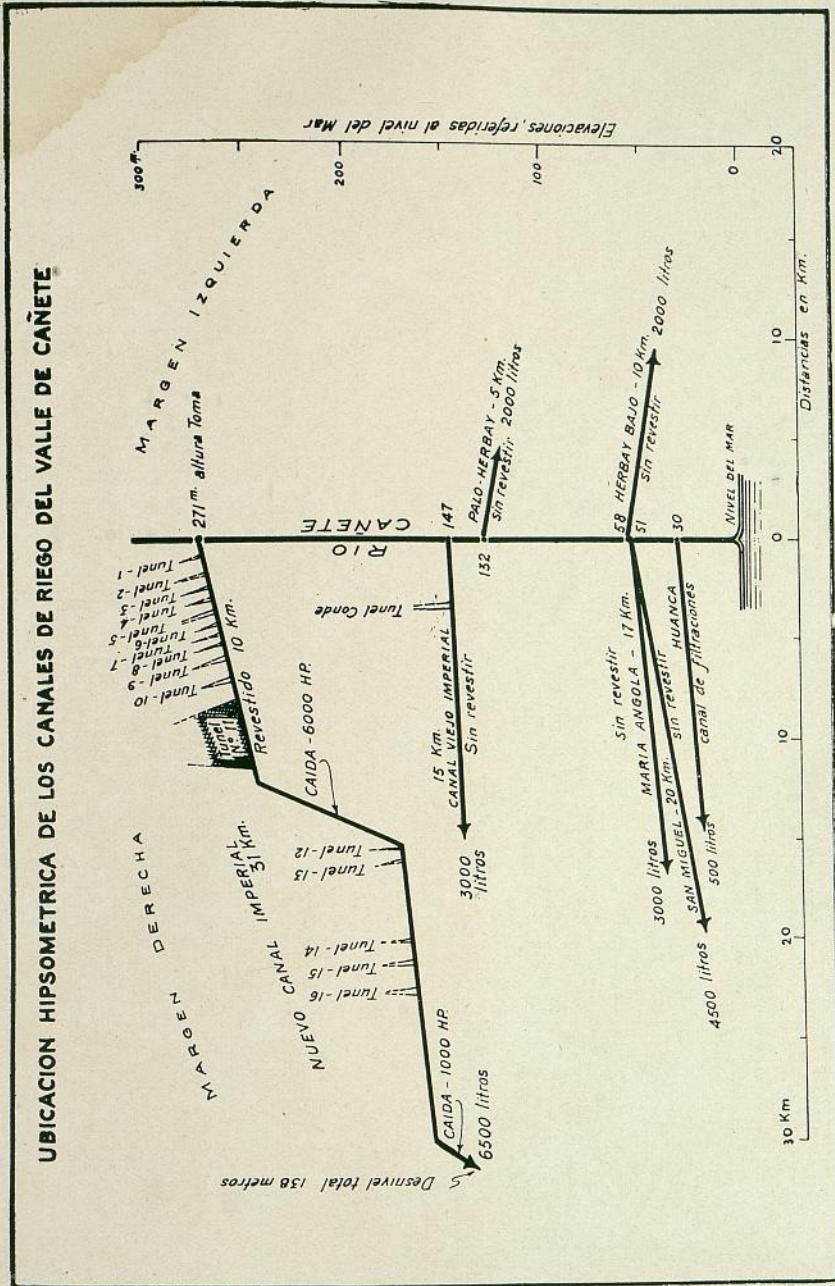 UBICACION HIPSOMETRICA DE LOS CANALES DE RIEGO DEL VALLE DE CAÑETE
MARGEN DERECHA
MARGEN IZQUIERDA
271 m. altura Toma
Tunel-1
Tunel-2
Tunel-3
Tunel-4
Tunel-5
Tunel-6
Tunel-7
Tunel-8
Tunel-9
Tunel-10
Tunel
Nº 11
Revestido 10 Km.
NUEVO CANAL IMPERIAL
31 Km.
CAIDA - 6000 HP.
Tunel-12
Tunel-13
Tunel-14
Tunel-15
Tunel-16
CAIDA - 1000 HP.
6500 litros
Desnivel total 138 metros
RIO
CAÑETE
Tunel Conde
147
15 Km.
CANAL VIEJO IMPERIAL
Sin revestir
3000
litros
132
PALO-HERBAY - 5 Km.
sin revestir 2000 litros
58
HERBAY BAJO - 10 Km.
sin revestir
2000 litros
51
Sin revestir
MARIA ANGOLA - 17 Km.
3000 litros
sin revestir
SAN MIGUEL - 20 Km.
4500 litros
30
HUANCA
canal de filtraciones
500 litros
NIVEL DEL MAR
Elevaciones, referidas al nivel del Mar
300 m.
200
100
0
30 Km
20
10
0
10
20
Distancias en Km.